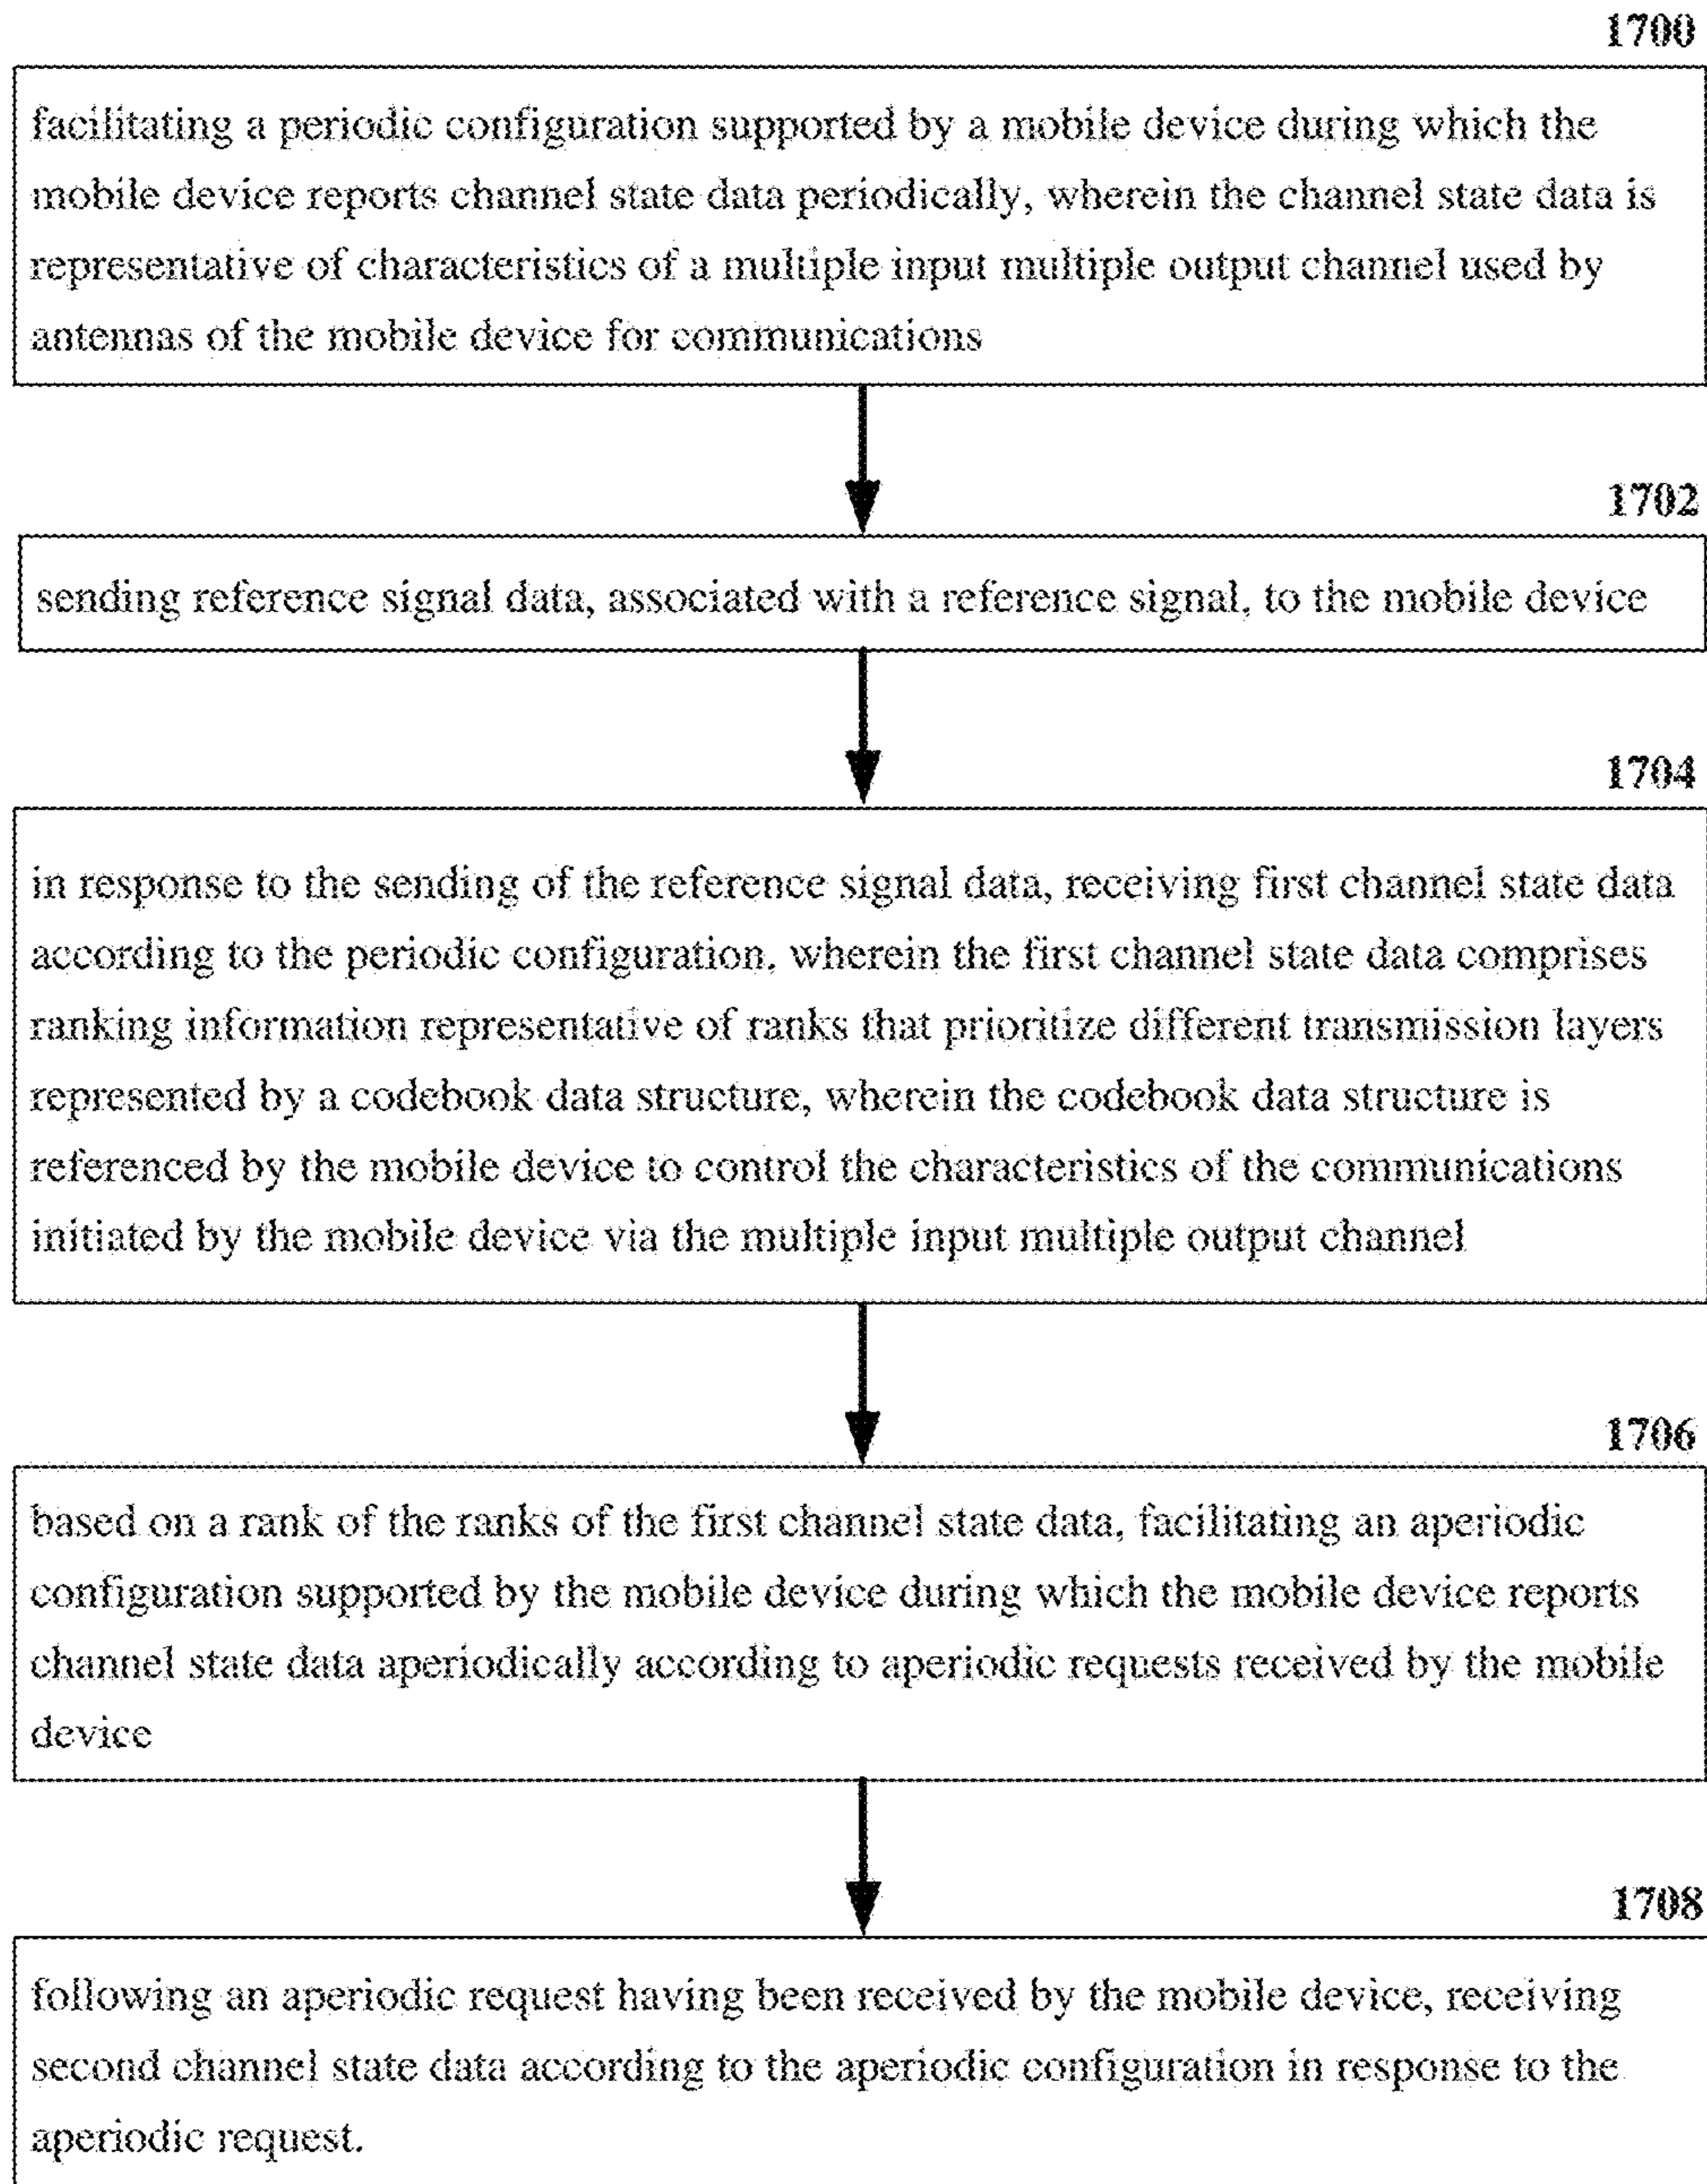 1700
facilitating a periodic configuration supported by a mobile device during which the
mobile device reports channel state data periodically, wherein the channel state data is
representative of characteristics of a multiple input multiple output channel used by
antennas of the mobile device for communications
1702
sending reference signal data, associated with a reference signal, to the mobile device
1704
in response to the sending of the reference signal data, receiving first channel state data
according to the periodic configuration, wherein the first channel state data comprises
ranking information representative of ranks that prioritize different transmission layers
represented by a codebook data structure, wherein the codebook data structure is
referenced by the mobile device to control the characteristics of the communications
initiated by the mobile device via the multiple input multiple output channel
1706
based on a rank of the ranks of the first channel state data, facilitating an aperiodic
configuration supported by the mobile device during which the mobile device reports
channel state data aperiodically according to aperiodic requests received by the mobile
device
1708
following an aperiodic request having been received by the mobile device, receiving
second channel state data according to the aperiodic configuration in response to the
aperiodic request.